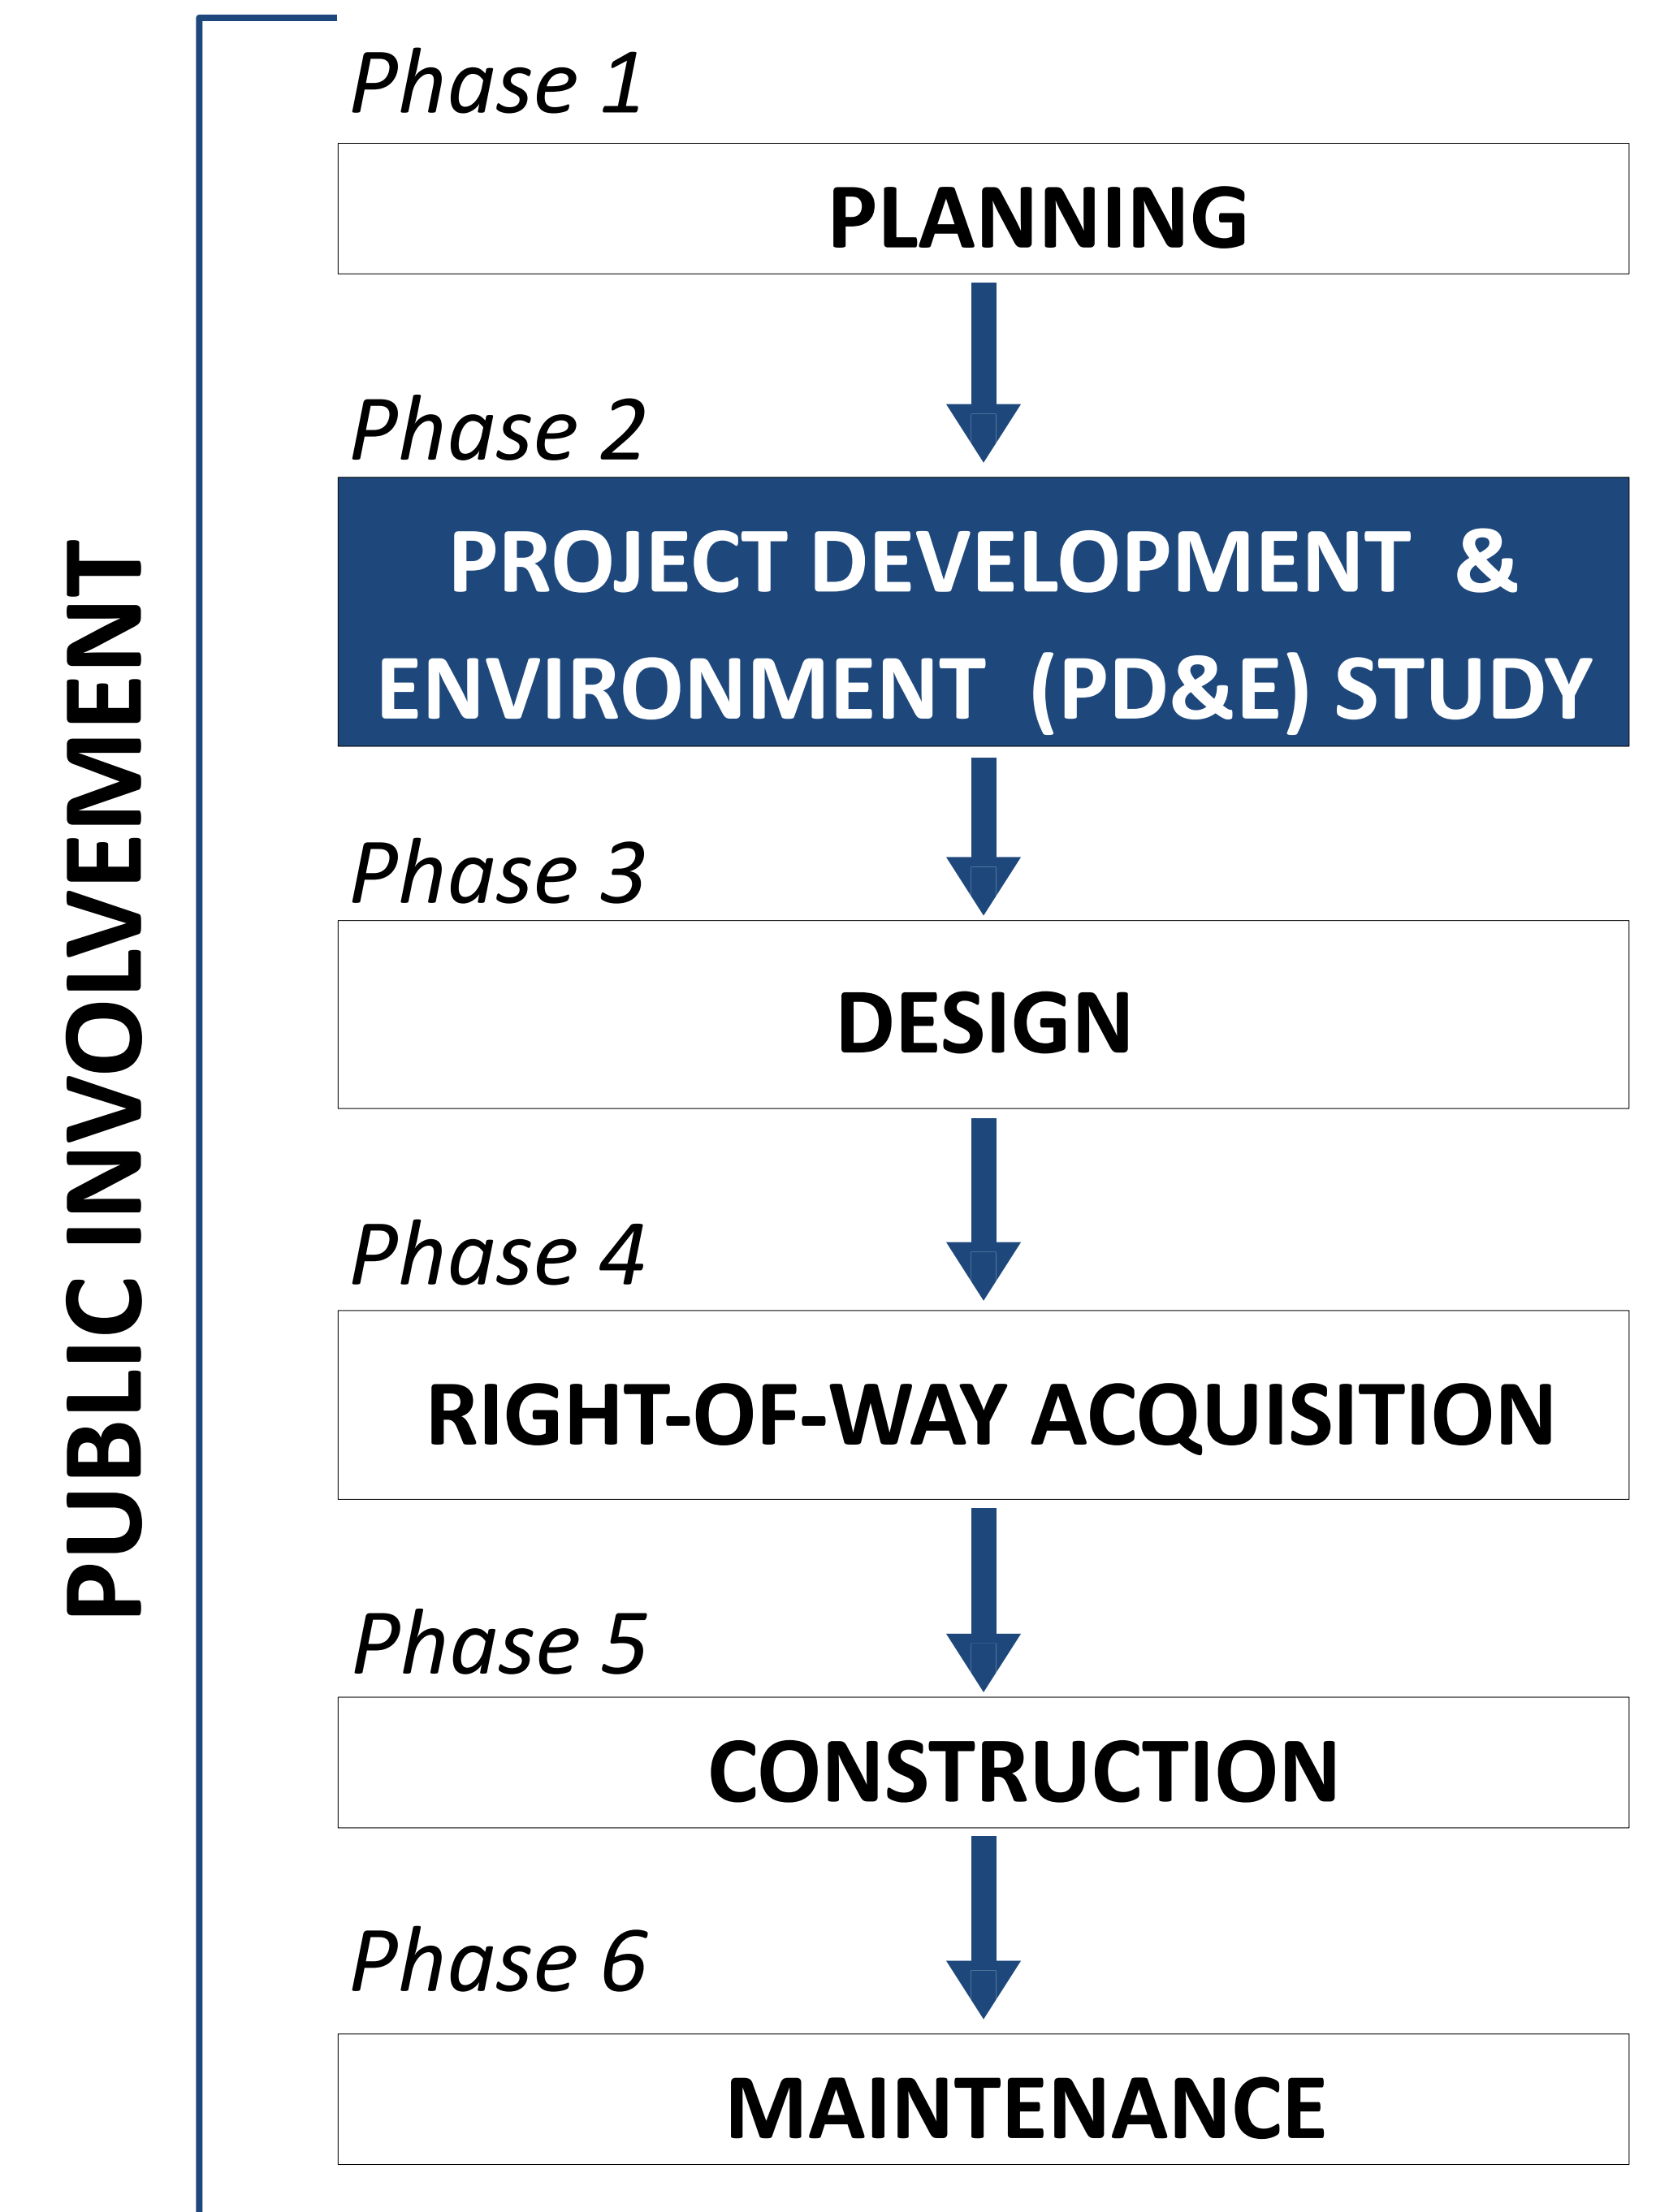 PUBLIC INVOLVEMENT
Phase 1
PLANNING
Phase 2
PROJECT DEVELOPMENT &
ENVIRONMENT (PD&E) STUDY
Phase 3
DESIGN
Phase 4
RIGHT-OF-WAY ACQUISITION
Phase 5
CONSTRUCTION
Phase 6
MAINTENANCE